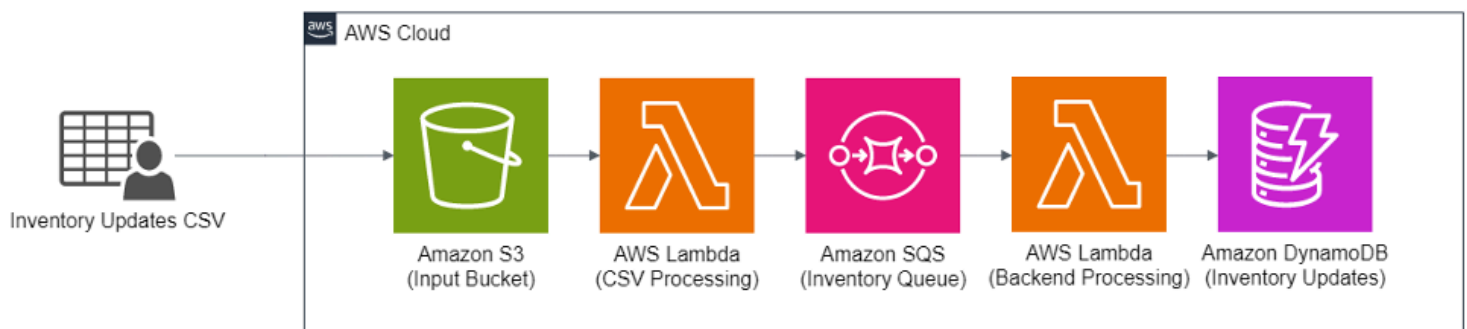 aws
AWS Cloud
Inventory Updates CSV
Amazon S3
(Input Bucket)
AWS Lambda
(CSV Processing)
Amazon SQS
(Inventory Queue)
AWS Lambda
(Backend Processing)
Amazon DynamoDB
(Inventory Updates)